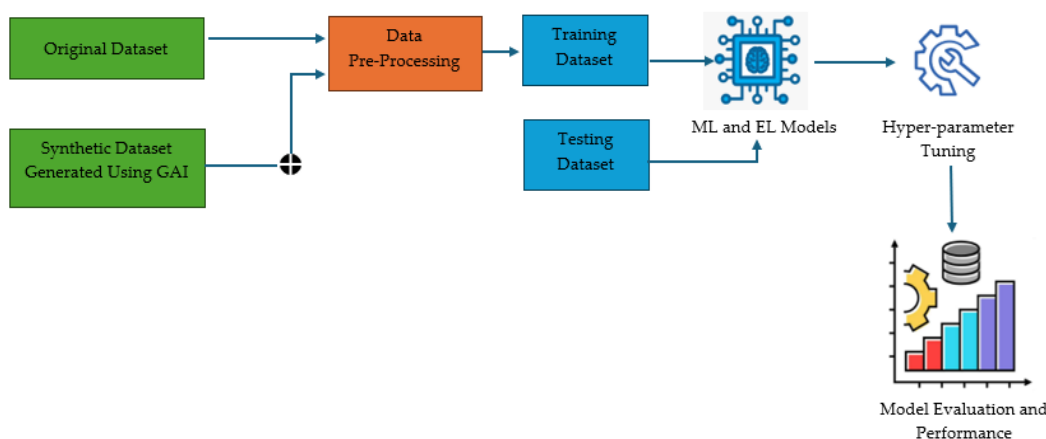 Original Dataset
Data
Pre-Processing
Training
Dataset
ML and EL Models
Hyper-parameter
Tuning
Synthetic Dataset
Generated Using GAI
Testing
Dataset
Model Evaluation and
Performance